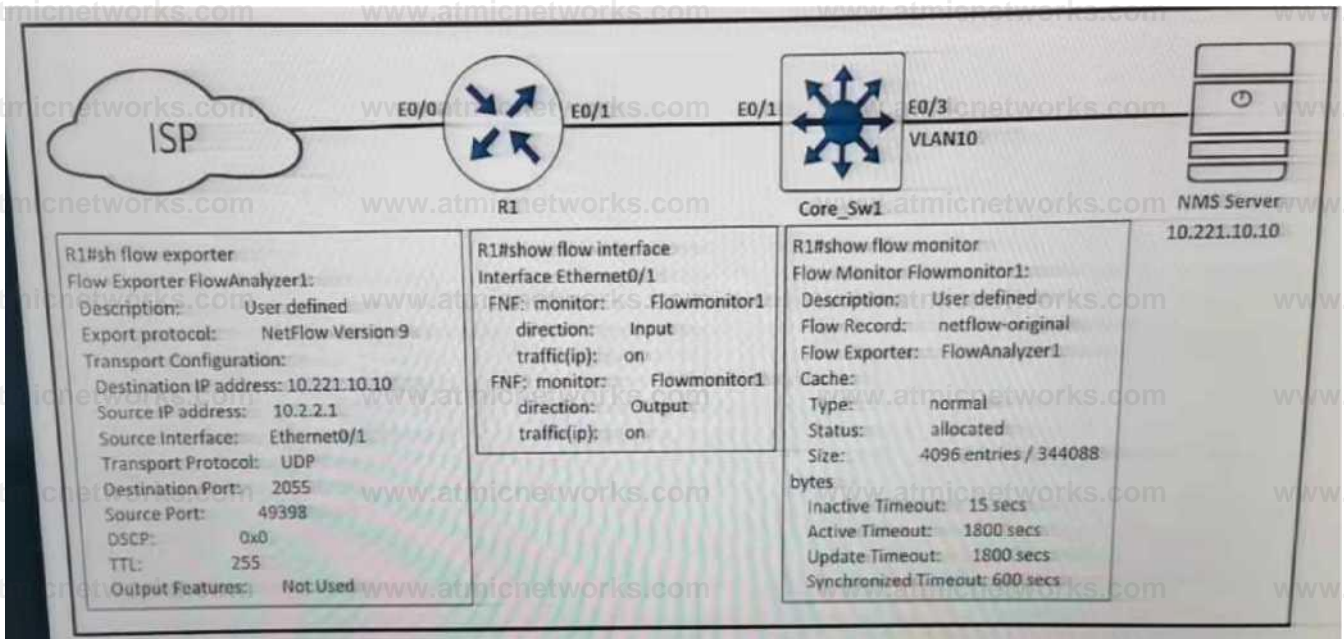 www.atmicnetworks.com
ISP
E0/0
E0/1
E0/1
E0/3
VLAN10
R1
Core_Sw1
NMS Server
10.221.10.10
R1#sh flow exporter
Flow Exporter FlowAnalyzer1:
Description: User defined
Export protocol: NetFlow Version 9
Transport Configuration:
Destination IP address: 10.221.10.10
Source IP address: 10.2.2.1
Source Interface: Ethernet0/1
Transport Protocol: UDP
Destination Port: 2055
Source Port: 49398
DSCP: 0x0
TTL: 255
Output Features: Not Used
R1#show flow interface
Interface Ethernet0/1
FNF: monitor: Flowmonitor1
direction: Input
traffic(ip): on
FNF: monitor: Flowmonitor1
direction: Output
traffic(ip): on
R1#show flow monitor
Flow Monitor Flowmonitor1:
Description: User defined
Flow Record: netflow-original
Flow Exporter: FlowAnalyzer1
Cache:
Type: normal
Status: allocated
Size: 4096 entries / 344088
bytes
Inactive Timeout: 15 secs
Active Timeout: 1800 secs
Update Timeout: 1800 secs
Synchronized Timeout: 600 secs